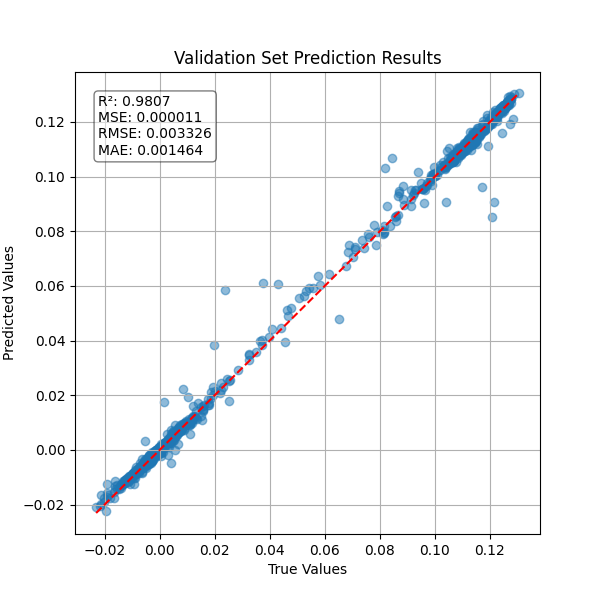 Validation Set Prediction Results
R²: 0.9807
MSE: 0.000011
RMSE: 0.003326
MAE: 0.001464
Predicted Values
0.12
0.10
0.08
0.06
0.04
0.02
0.00
−0.02
−0.02 0.00 0.02 0.04 0.06 0.08 0.10 0.12
True Values